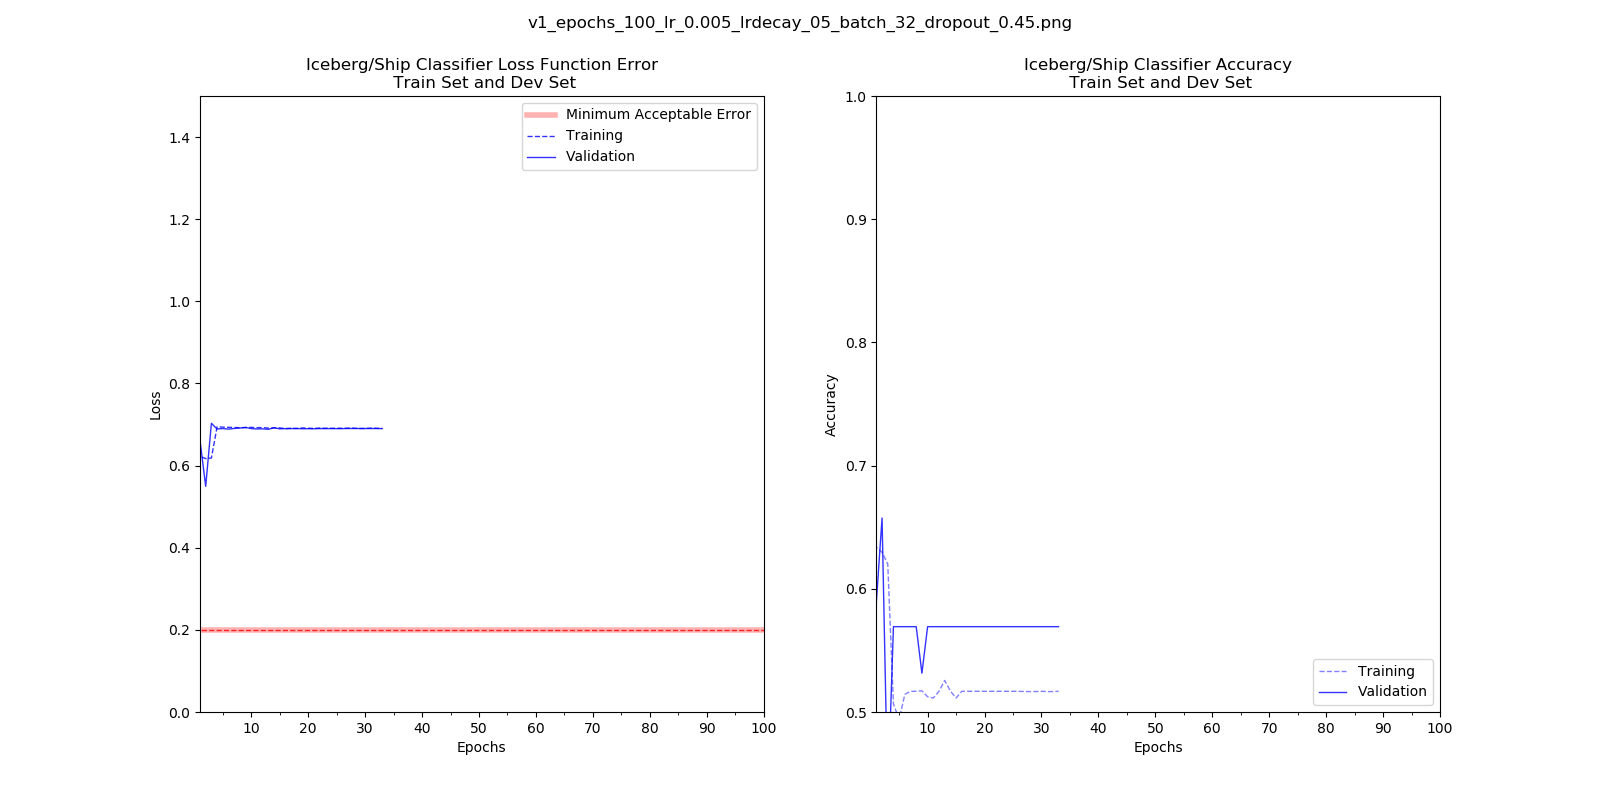 v1_epochs_100_lr_0.005_lrdecay_05_batch_32_dropout_0.45.png
Iceberg/Ship Classifier Loss Function Error
Train Set and Dev Set
Minimum Acceptable Error
Training
Validation
1.4
1.2
1.0
0.8
0.6
0.4
0.2
0.0
Loss
10 20 30 40 50 60 70 80 90 100
Epochs
Iceberg/Ship Classifier Accuracy
Train Set and Dev Set
1.0
0.9
0.8
0.7
0.6
0.5
Accuracy
Training
Validation
10 20 30 40 50 60 70 80 90 100
Epochs